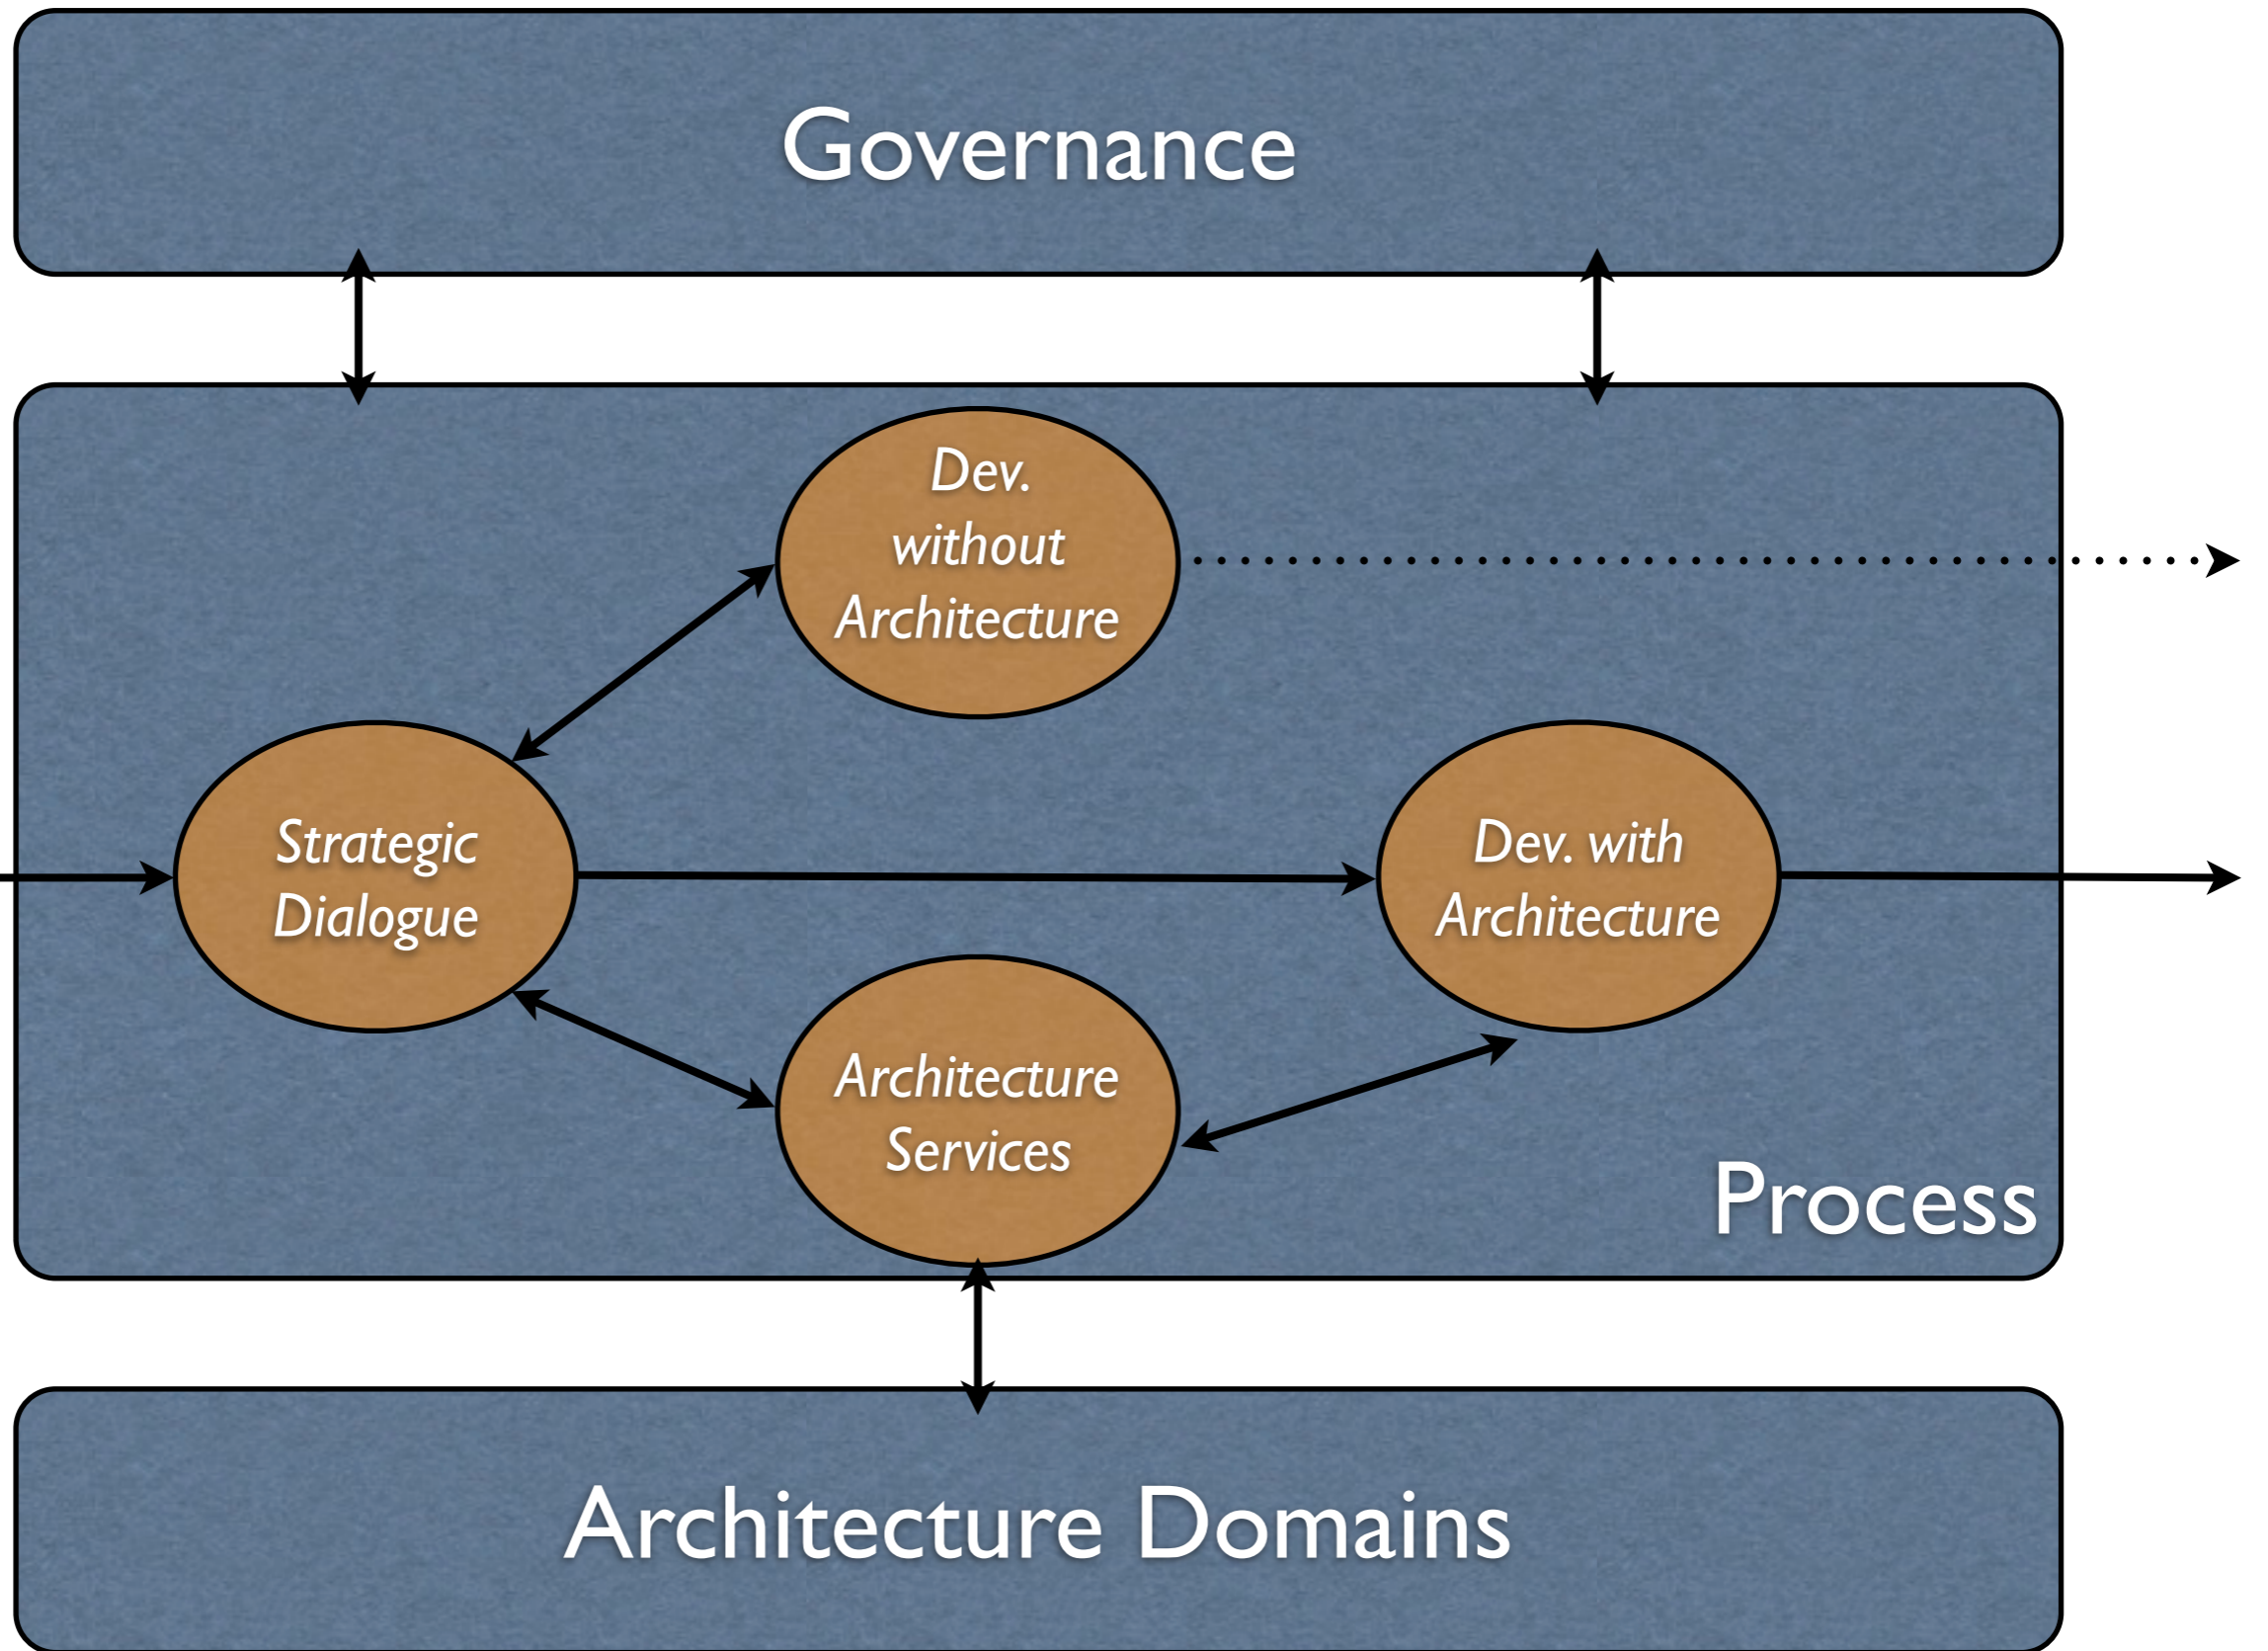 Governance
Dev.
without
Architecture
Strategic
Dialogue
Dev. with
Architecture
Architecture
Services
Process
Architecture Domains